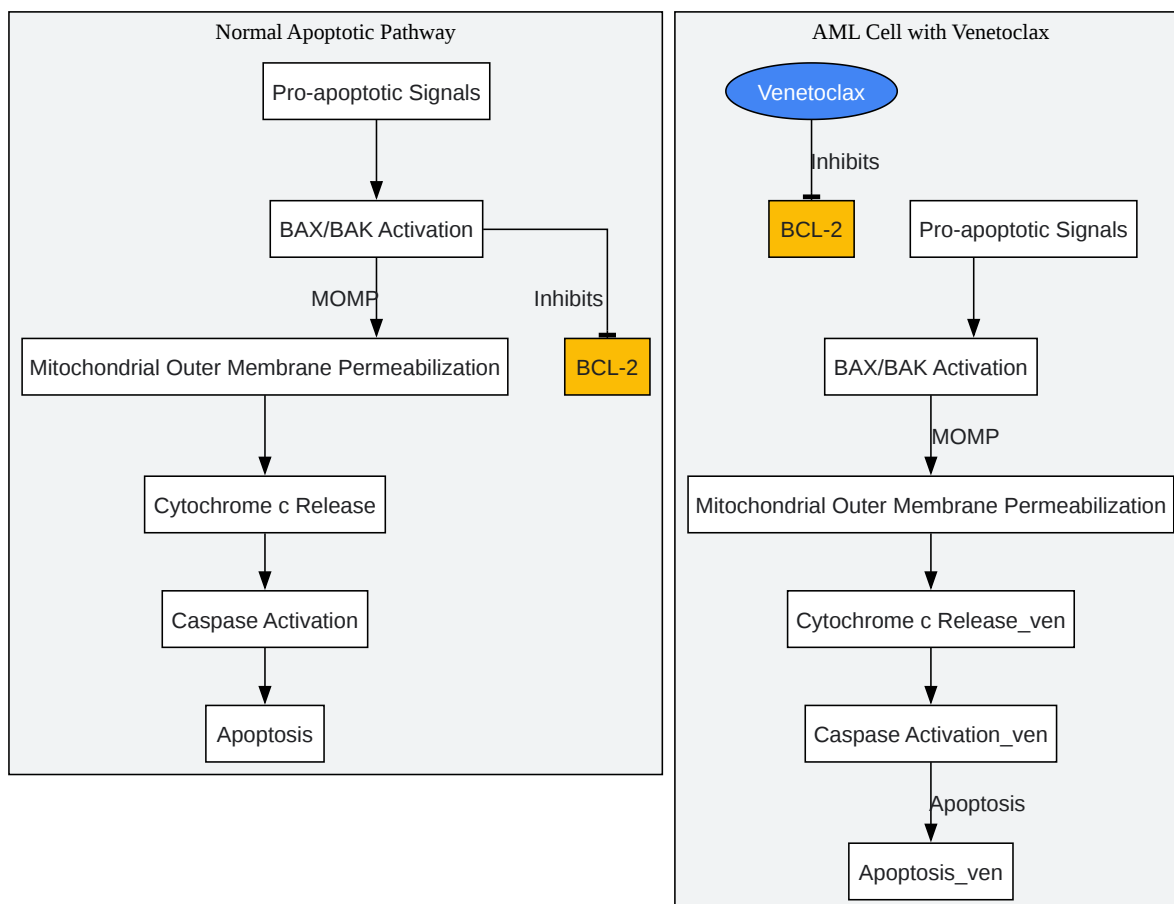 Normal Apoptotic Pathway
Pro-apoptotic Signals
BAX/BAK Activation
MOMP
Inhibits
Mitochondrial Outer Membrane Permeabilization
BCL-2
Cytochrome c Release
Caspase Activation
Apoptosis
AML Cell with Venetoclax
Venetoclax
Inhibits
BCL-2
Pro-apoptotic Signals
BAX/BAK Activation
MOMP
Mitochondrial Outer Membrane Permeabilization
Cytochrome c Release_ven
Caspase Activation_ven
Apoptosis
Apoptosis_ven